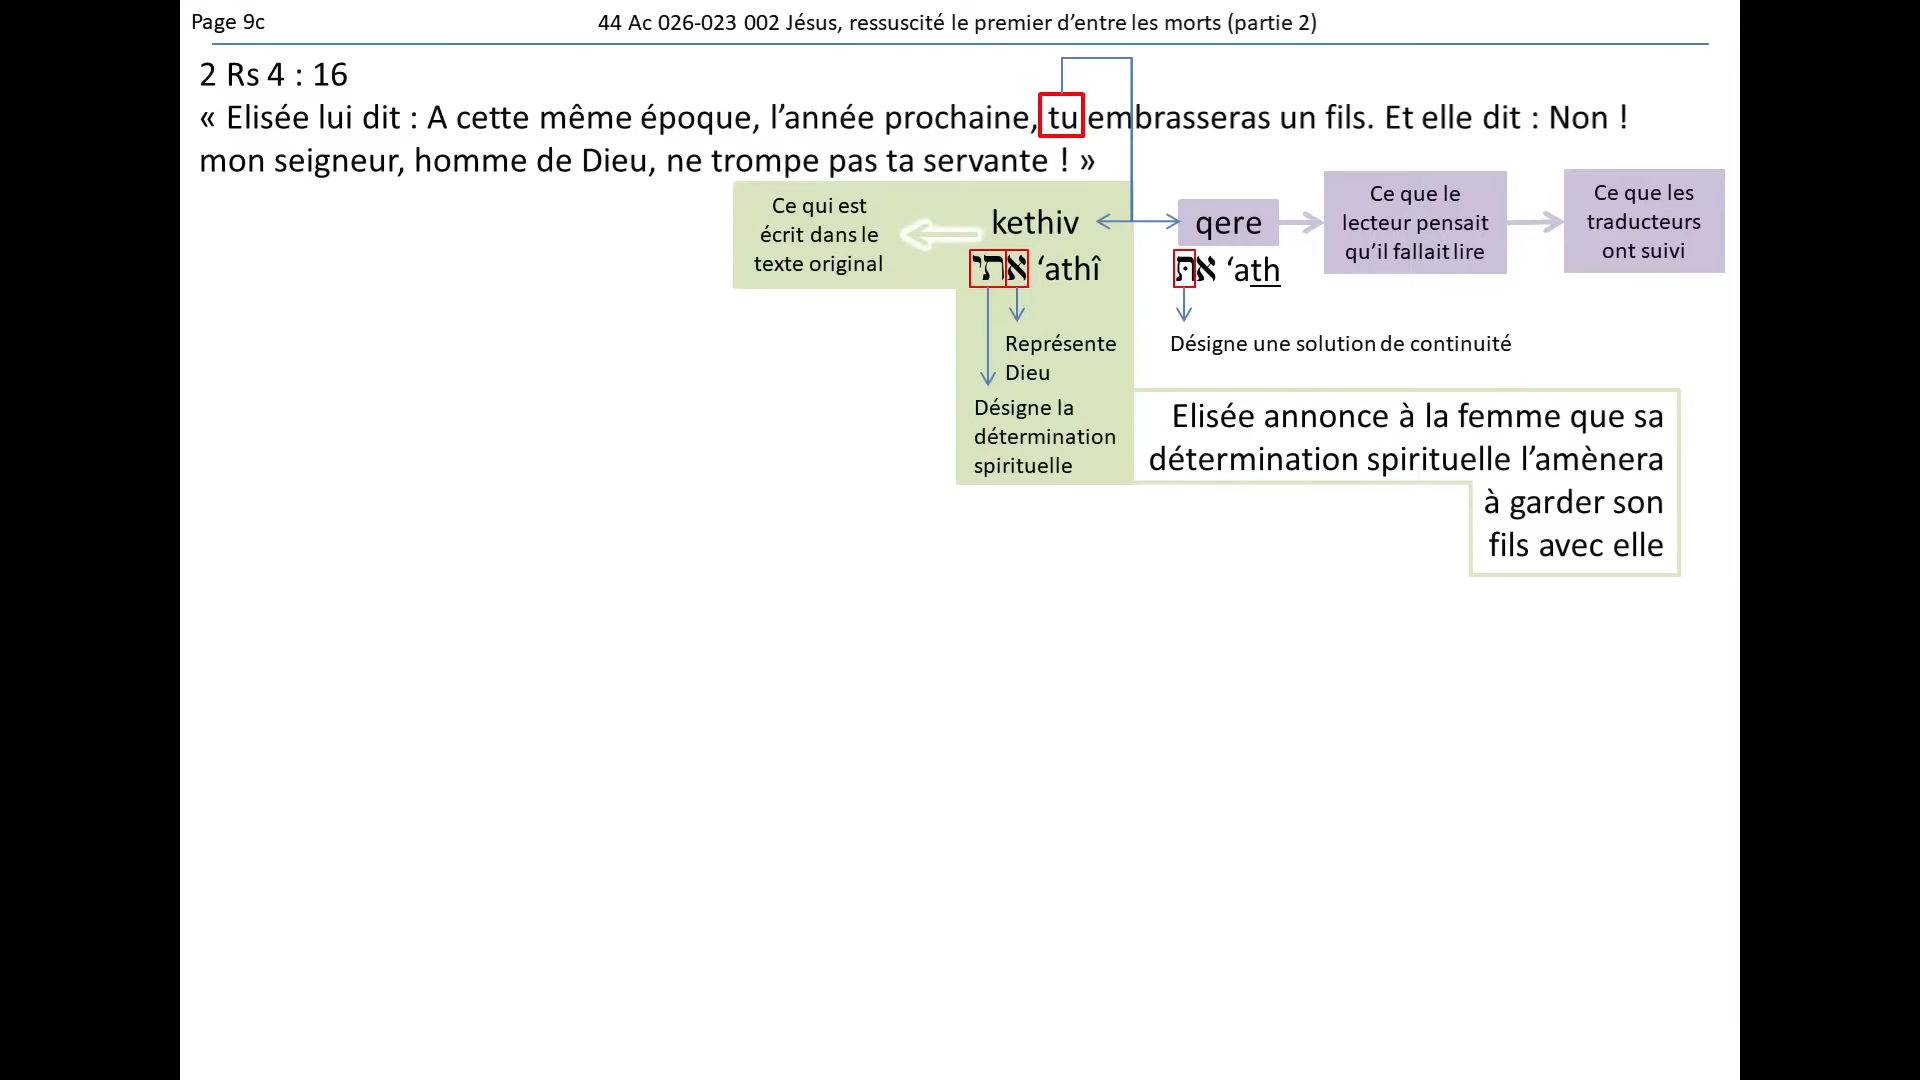 Page 9c
44 Ac 026-023 002 Jésus, ressuscité le premier d’entre les morts (partie 2)
2 Rs 4 : 16
« Elisée lui dit : A cette même époque, l’année prochaine, tu embrasseras un fils. Et elle dit : Non !
mon seigneur, homme de Dieu, ne trompe pas ta servante ! »
Ce qui est
écrit dans le
texte original
kethiv
אתי ‘athî
qere
אתּ ‘ath
Ce que le
lecteur pensait
qu’il fallait lire
Ce que les
traducteurs
ont suivi
Représente
Dieu
Désigne la
détermination
spirituelle
Désigne une solution de continuité
Elisée annonce à la femme que sa
détermination spirituelle l’amènera
à garder son
fils avec elle